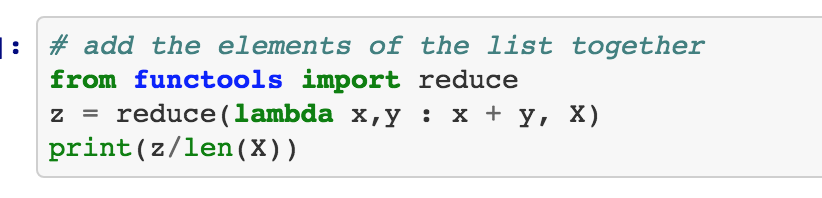 ]:
# add the elements of the list together
from functools import reduce
z = reduce(lambda x,y : x + y, X)
print(z/len(X))